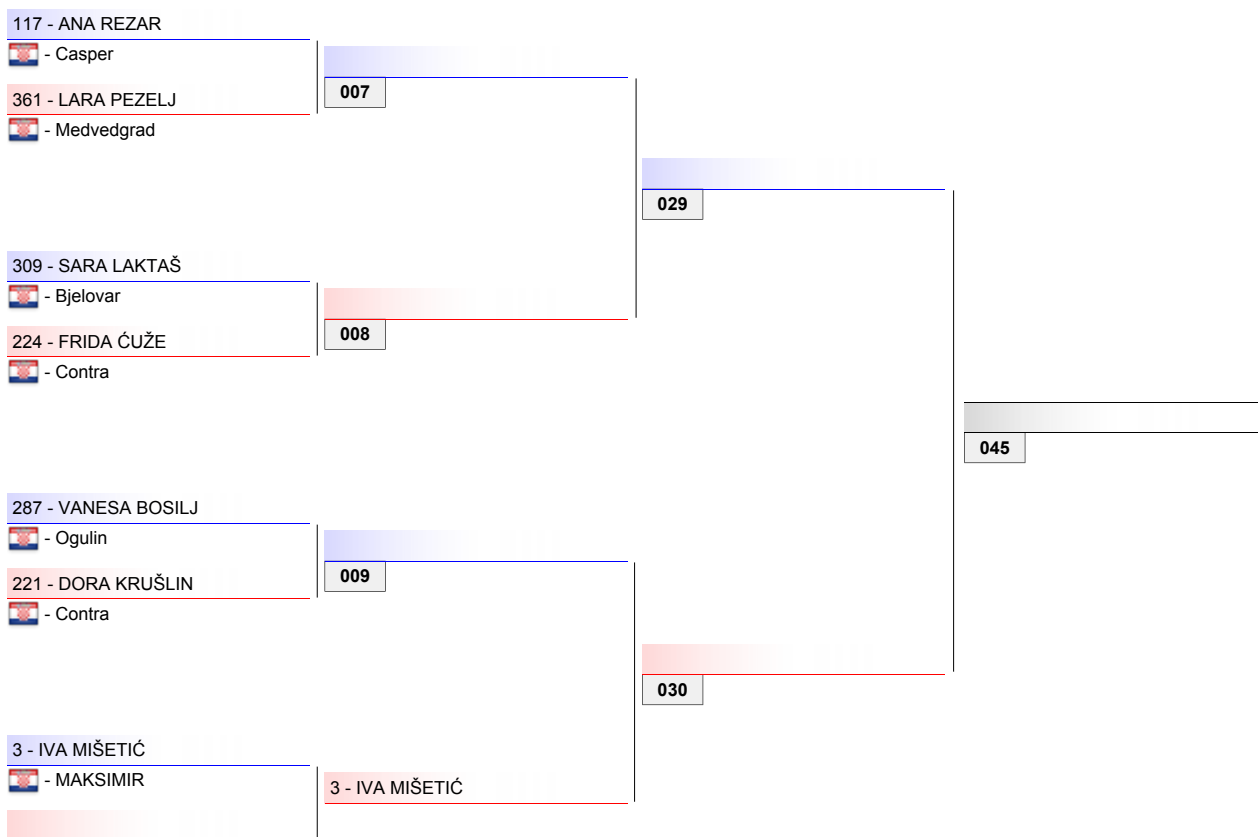 117 - ANA REZAR
- Casper
361 - LARA PEZELJ
- Medvedgrad
007
309 - SARA LAKTAŠ
- Bjelovar
224 - FRIDA ĆUŽE
- Contra
008
029
287 - VANESA BOSILJ
- Ogulin
221 - DORA KRUŠLIN
- Contra
009
3 - IVA MIŠETIĆ
- MAKSIMIR
3 - IVA MIŠETIĆ
030
045